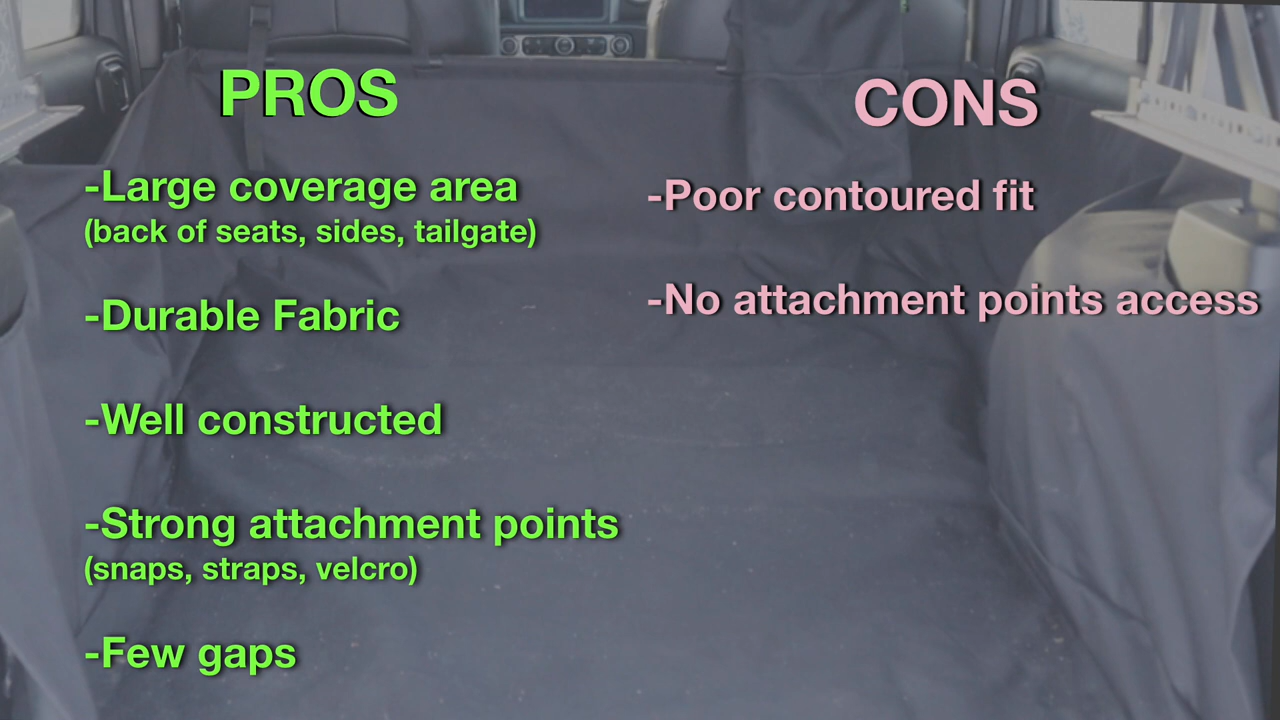 PROS
-Large coverage area
(back of seats, sides, tailgate)
-Durable Fabric
-Well constructed
-Strong attachment points
(snaps, straps, velcro)
-Few gaps
CONS
-Poor contoured fit
-No attachment points access